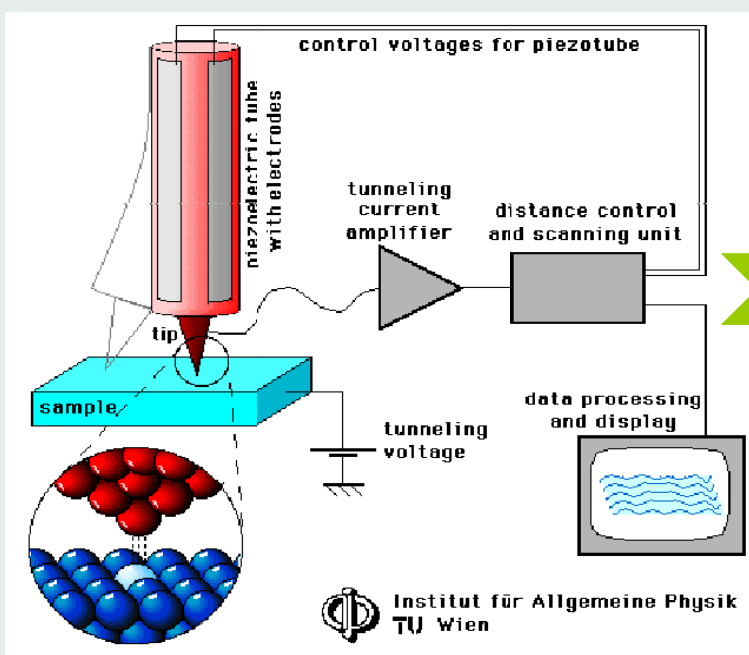 control voltages for piezotube
piezoelectric tube
with electrodes
tunneling
current
amplifier
distance control
and scanning unit
tip
sample
tunneling
voltage
data processing
and display
Institut für Allgemeine Physik
TU Wien